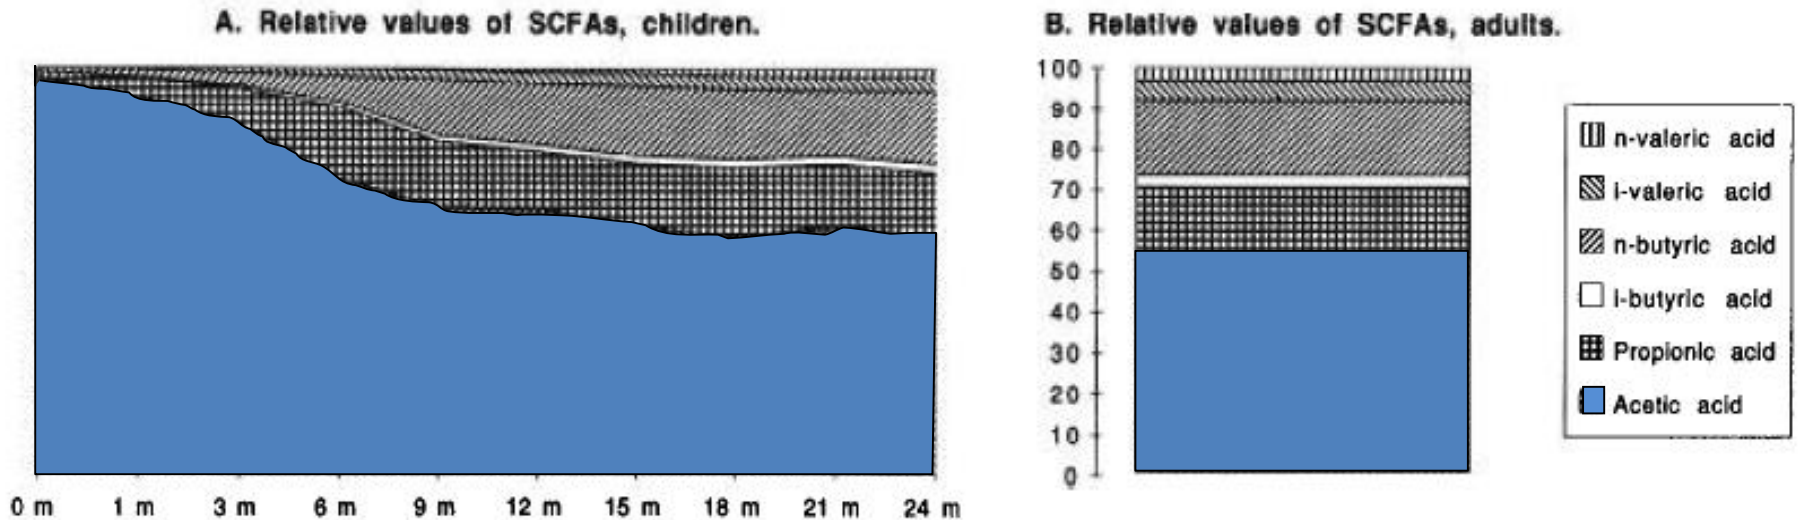 A. Relative values of SCFAs, children.
0 m 1 m 3 m 6 m 9 m 12 m 15 m 18 m 21 m 24 m
B. Relative values of SCFAs, adults.
100
90
80
70
60
50
40
30
20
10
0
n-valeric acid
i-valeric acid
n-butyric acid
i-butyric acid
Propionic acid
Acetic acid